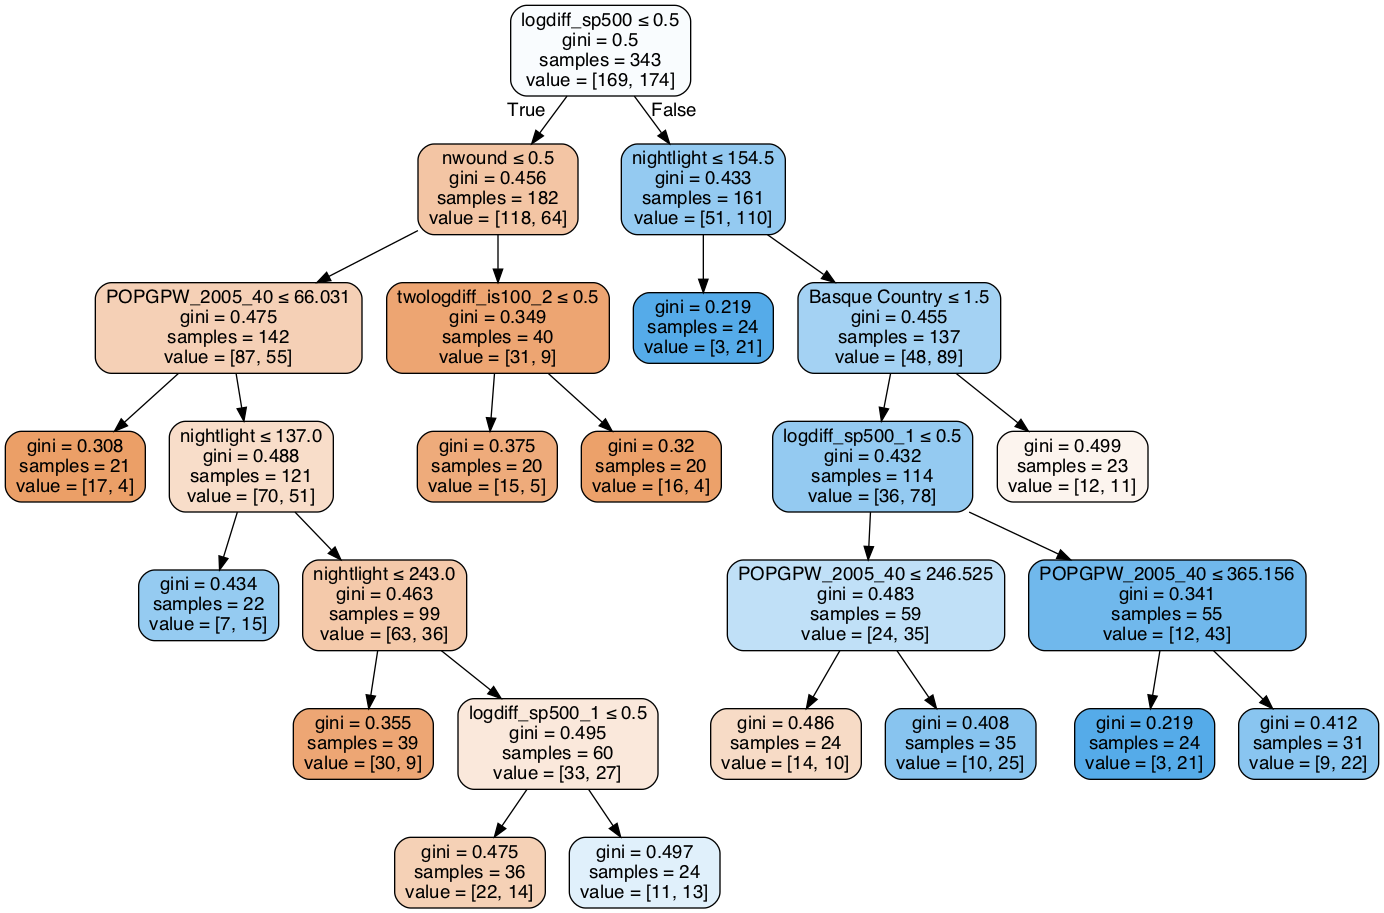 logdiff_sp500 ≤ 0.5
gini = 0.5
samples = 343
value = [169, 174]
True
False
nwound ≤ 0.5
gini = 0.456
samples = 182
value = [118, 64]
nightlight ≤ 154.5
gini = 0.433
samples = 161
value = [51, 110]
POPGPW_2005_40 ≤ 66.031
gini = 0.475
samples = 142
value = [87, 55]
twologdiff_is100_2 ≤ 0.5
gini = 0.349
samples = 40
value = [31, 9]
gini = 0.219
samples = 24
value = [3, 21]
Basque Country ≤ 1.5
gini = 0.455
samples = 137
value = [48, 89]
gini = 0.308
samples = 21
value = [17, 4]
nightlight ≤ 137.0
gini = 0.488
samples = 121
value = [70, 51]
gini = 0.375
samples = 20
value = [15, 5]
gini = 0.32
samples = 20
value = [16, 4]
logdiff_sp500_1 ≤ 0.5
gini = 0.432
samples = 114
value = [36, 78]
gini = 0.499
samples = 23
value = [12, 11]
gini = 0.434
samples = 22
value = [7, 15]
nightlight ≤ 243.0
gini = 0.463
samples = 99
value = [63, 36]
POPGPW_2005_40 ≤ 246.525
gini = 0.483
samples = 59
value = [24, 35]
POPGPW_2005_40 ≤ 365.156
gini = 0.341
samples = 55
value = [12, 43]
gini = 0.355
samples = 39
value = [30, 9]
logdiff_sp500_1 ≤ 0.5
gini = 0.495
samples = 60
value = [33, 27]
gini = 0.486
samples = 24
value = [14, 10]
gini = 0.408
samples = 35
value = [10, 25]
gini = 0.219
samples = 24
value = [3, 21]
gini = 0.412
samples = 31
value = [9, 22]
gini = 0.475
samples = 36
value = [22, 14]
gini = 0.497
samples = 24
value = [11, 13]